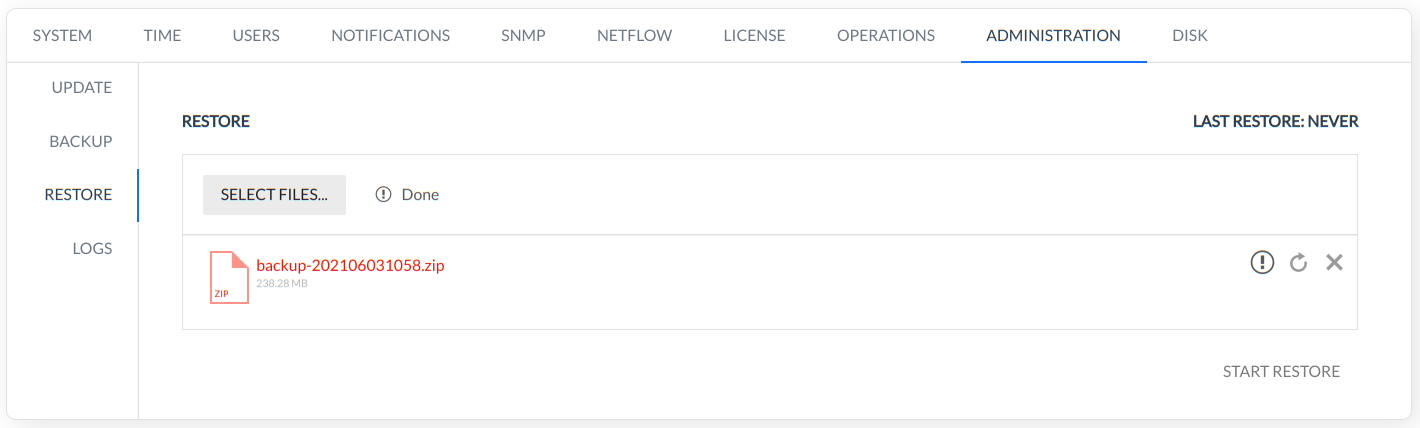 SYSTEM TIME USERS NOTIFICATIONS SNMP NETFLOW LICENSE OPERATIONS ADMINISTRATION DISK
UPDATE
BACKUP
RESTORE
LOGS
RESTORE LAST RESTORE: NEVER
SELECT FILES... Done
backup-202106031058.zip
238.28 MB
ZIP
START RESTORE